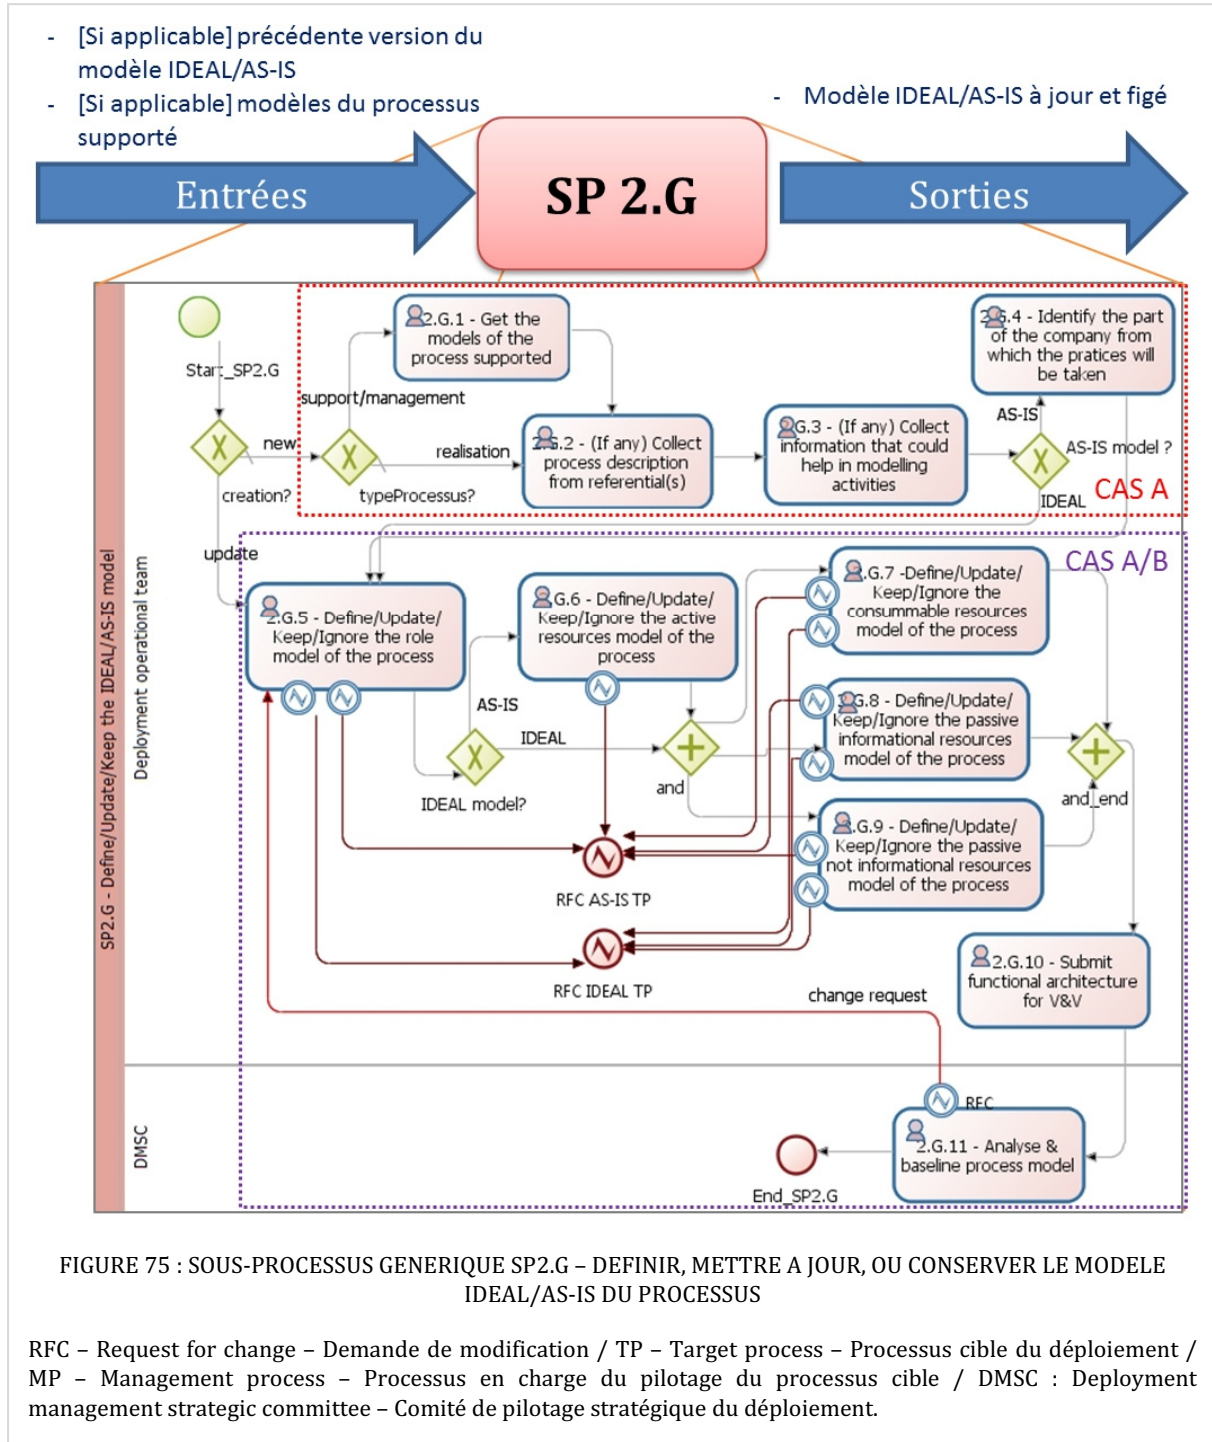 - [Si applicable] précédente version du
modèle IDEAL/AS-IS
- [Si applicable] modèles du processus
supporté
- Modèle IDEAL/AS-IS à jour et figé
Entrées
SP 2.G
Sorties
SP2.G - Define/Update/Keep the IDEAL/AS-IS model
Deployment operational team
Start_SP2.G
creation?
new
update
support/management
typeProcessus?
realisation
2.G.1 - Get the
models of the
process supported
2.G.2 - (If any) Collect
process description
from referential(s)
G.3 - (If any) Collect
information that could
help in modelling
activities
2.G.4 - Identify the part
of the company from
which the pratices will
be taken
AS-IS
AS-IS model ?
IDEAL
CAS A
CAS A/B
2.G.5 - Define/Update/
Keep/Ignore the role
model of the process
AS-IS
IDEAL
IDEAL model?
.G.6 - Define/Update/
Keep/Ignore the active
resources model of the
process
and
.G.7 -Define/Update/
Keep/Ignore the
consummable resources
model of the process
2.G.8 - Define/Update/
Keep/Ignore the passive
informational resources
model of the process
.G.9 - Define/Update/
Keep/Ignore the passive
not informational resources
model of the process
and_end
RFC AS-IS TP
RFC IDEAL TP
2.G.10 - Submit
functional architecture
for V&V
change request
DMSC
RFC
2.G.11 - Analyse &
baseline process model
End_SP2.G
FIGURE 75 : SOUS-PROCESSUS GENERIQUE SP2.G – DEFINIR, METTRE A JOUR, OU CONSERVER LE MODELE
IDEAL/AS-IS DU PROCESSUS
RFC – Request for change – Demande de modification / TP – Target process – Processus cible du déploiement /
MP – Management process – Processus en charge du pilotage du processus cible / DMSC : Deployment
management strategic committee – Comité de pilotage stratégique du déploiement.